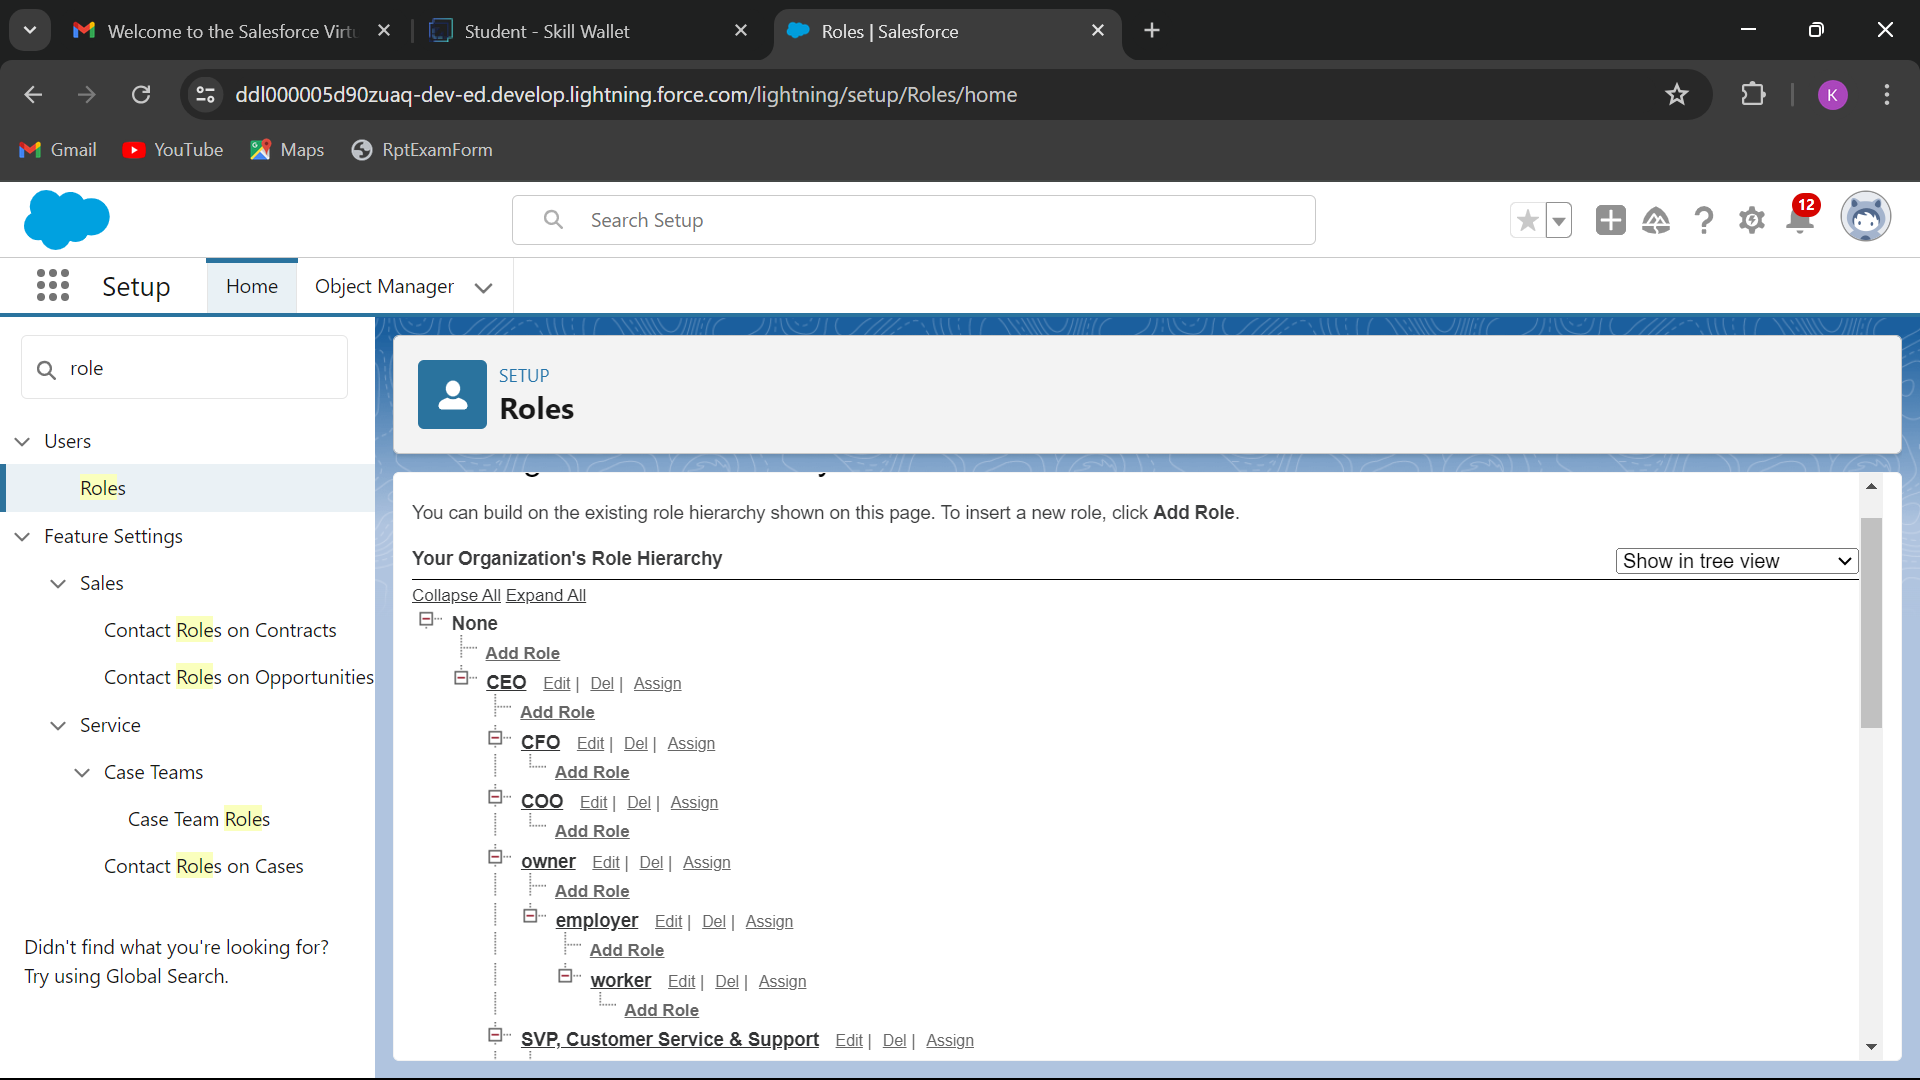 Welcome to the Salesforce Virtu
Student - Skill Wallet
Roles | Salesforce
ddl000005d90zuaq-dev-ed.develop.lightning.force.com/lightning/setup/Roles/home
K
Gmail
YouTube
Maps
RptExamForm
Search Setup
12
Setup
Home
Object Manager
role
Users
Roles
Feature Settings
Sales
Contact Roles on Contracts
Contact Roles on Opportunities
Service
Case Teams
Case Team Roles
Contact Roles on Cases
Didn't find what you're looking for?
Try using Global Search.
SETUP
Roles
You can build on the existing role hierarchy shown on this page. To insert a new role, click Add Role.
Your Organization's Role Hierarchy
Show in tree view
Collapse All Expand All
None
Add Role
CEO Edit | Del | Assign
Add Role
CFO Edit | Del | Assign
Add Role
COO Edit | Del | Assign
Add Role
owner Edit | Del | Assign
Add Role
employer Edit | Del | Assign
Add Role
worker Edit | Del | Assign
Add Role
SVP, Customer Service & Support Edit | Del | Assign